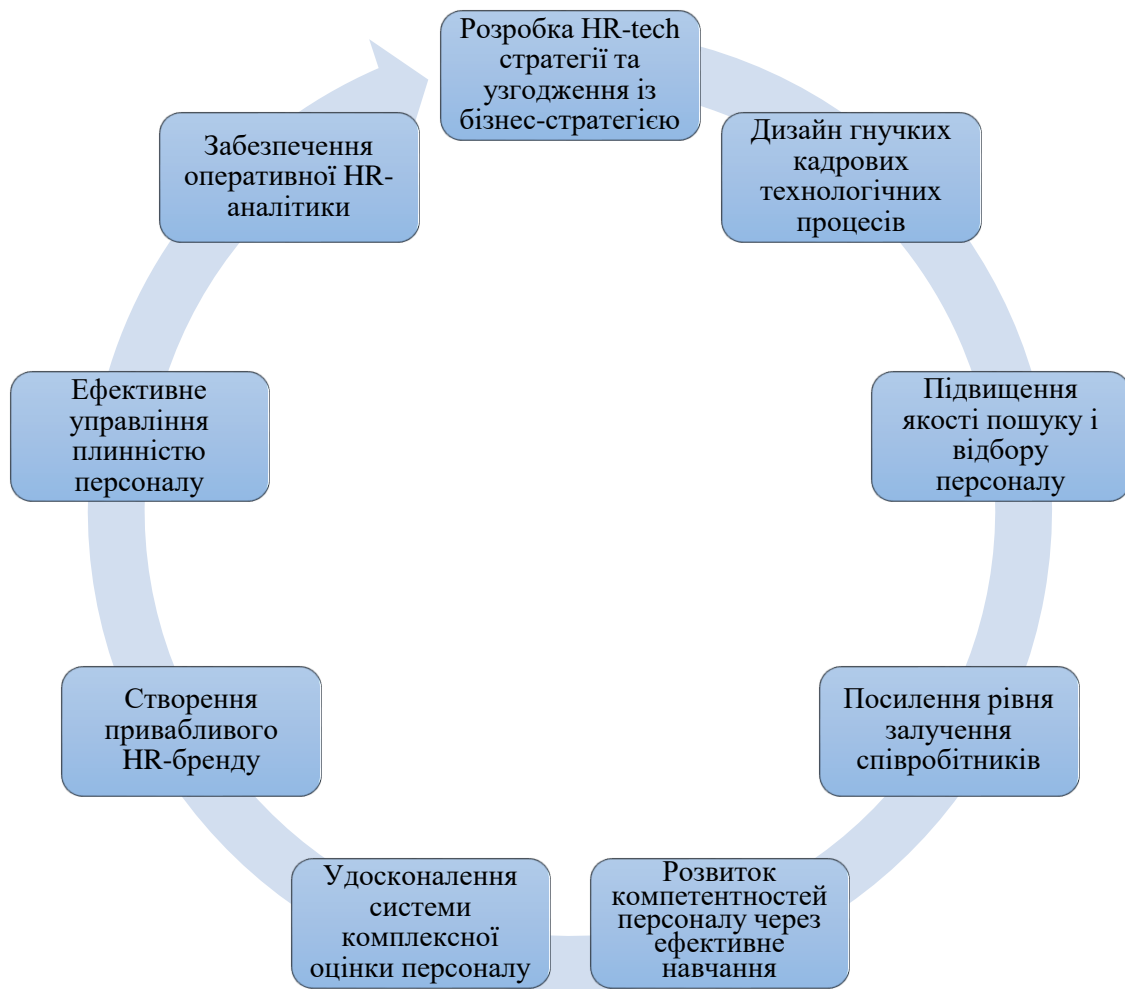 Розробка HR-tech
стратегії та
узгодження із
бізнес-стратегією
Дизайн гнучких
кадрових
технологічних
процесів
Підвищення
якості пошуку і
відбору
персоналу
Посилення рівня
залучення
співробітників
Розвиток
компетентностей
персоналу через
ефективне
навчання
Удосконалення
системи
комплексної
оцінки персоналу
Створення
привабливого
HR-бренду
Ефективне
управління
плинністю
персоналу
Забезпечення
оперативної HR-
аналітики